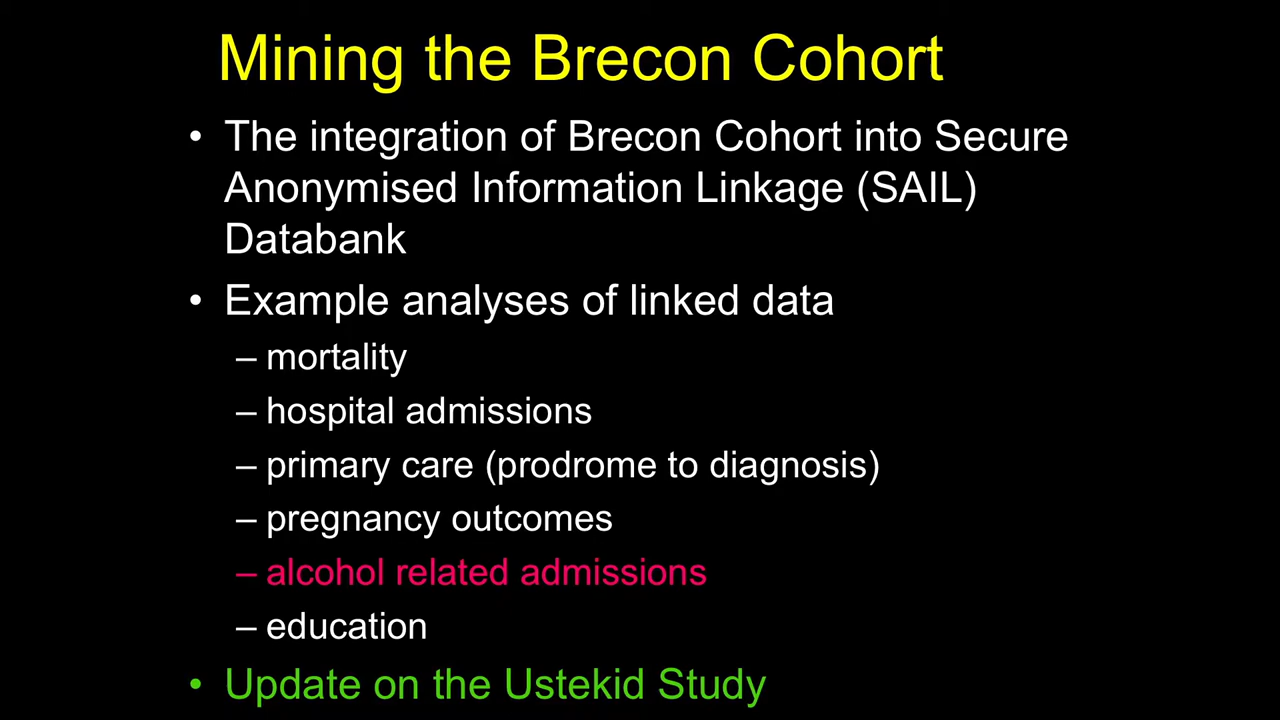 Mining the Brecon Cohort
• The integration of Brecon Cohort into Secure
Anonymised Information Linkage (SAIL)
Databank
• Example analyses of linked data
– mortality
– hospital admissions
– primary care (prodrome to diagnosis)
– pregnancy outcomes
– alcohol related admissions
– education
• Update on the Ustekid Study